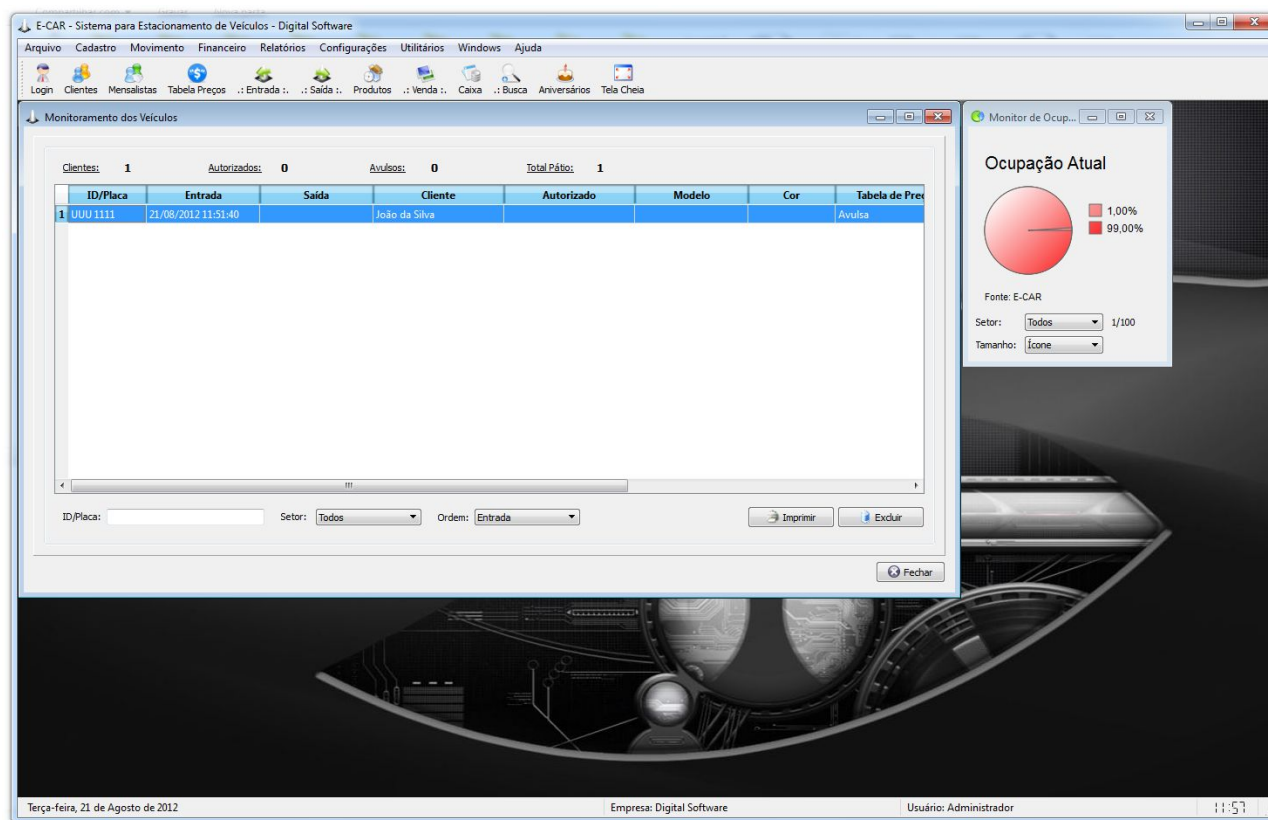 E-CAR - Sistema para Estacionamento de Veículos - Digital Software
Arquivo Cadastro Movimento Financeiro Relatórios Configurações Utilitários Windows Ajuda
Login Clientes Mensalistas Tabela Preços .: Entrada :. .: Saída :. Produtos .: Venda :. Caixa .: Busca Aniversários Tela Cheia
Monitoramento dos Veículos
Clientes: 1 Autorizados: 0 Avulsos: 0 Total Pátio: 1
ID/Placa Entrada Saída Cliente Autorizado Modelo Cor Tabela de Preç
1 UUU 1111 21/08/2012 11:51:40 João da Silva Avulsa
ID/Placa: Setor: Todos Ordem: Entrada Imprimir Excluir
Fechar
Monitor de Ocup...
Ocupação Atual
1,00%
99,00%
Fonte: E-CAR
Setor: Todos 1/100
Tamanho: Ícone
Terça-feira, 21 de Agosto de 2012 Empresa: Digital Software Usuário: Administrador 11:57